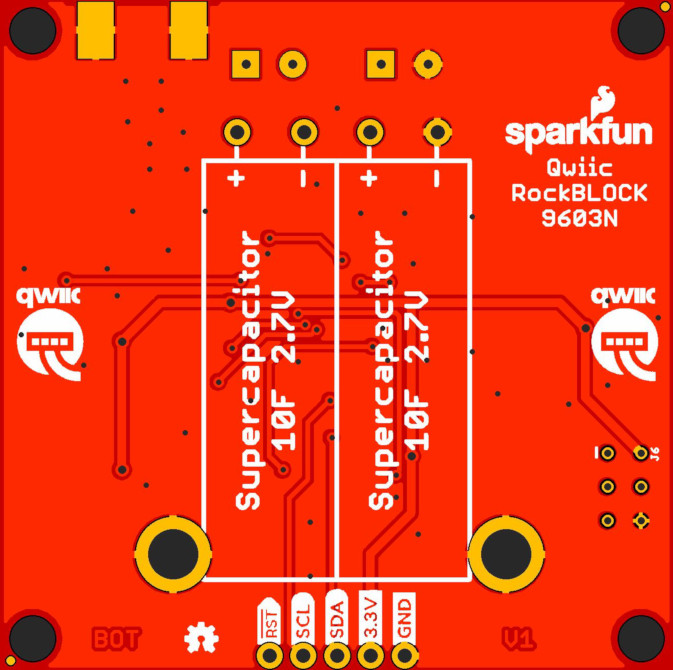 sparkfun
Qwiic
RockBLOCK
9603N
+ − + −
Supercapacitor
10F 2.7V
Supercapacitor
10F 2.7V
qwiic
qwiic
J6
RST
SCL
SDA
3.3V
GND
BOT
V1